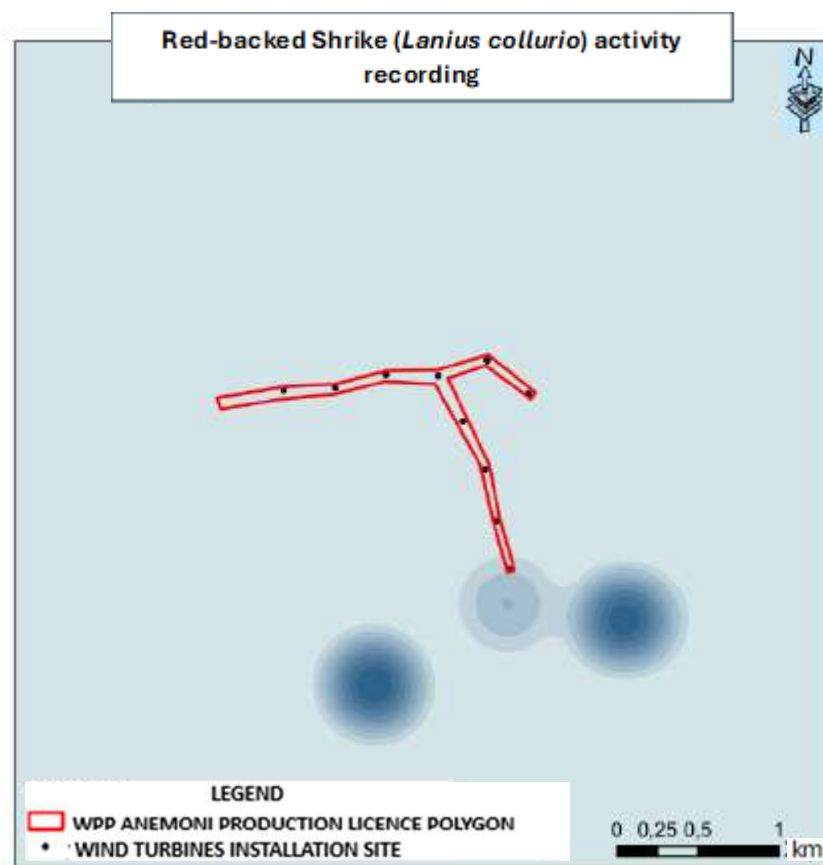 Red-backed Shrike (Lanius collurio) activity
recording
N
LEGEND
WPP ANEMONI PRODUCTION LICENCE POLYGON
WIND TURBINES INSTALLATION SITE
0 0,25 0,5 1
km